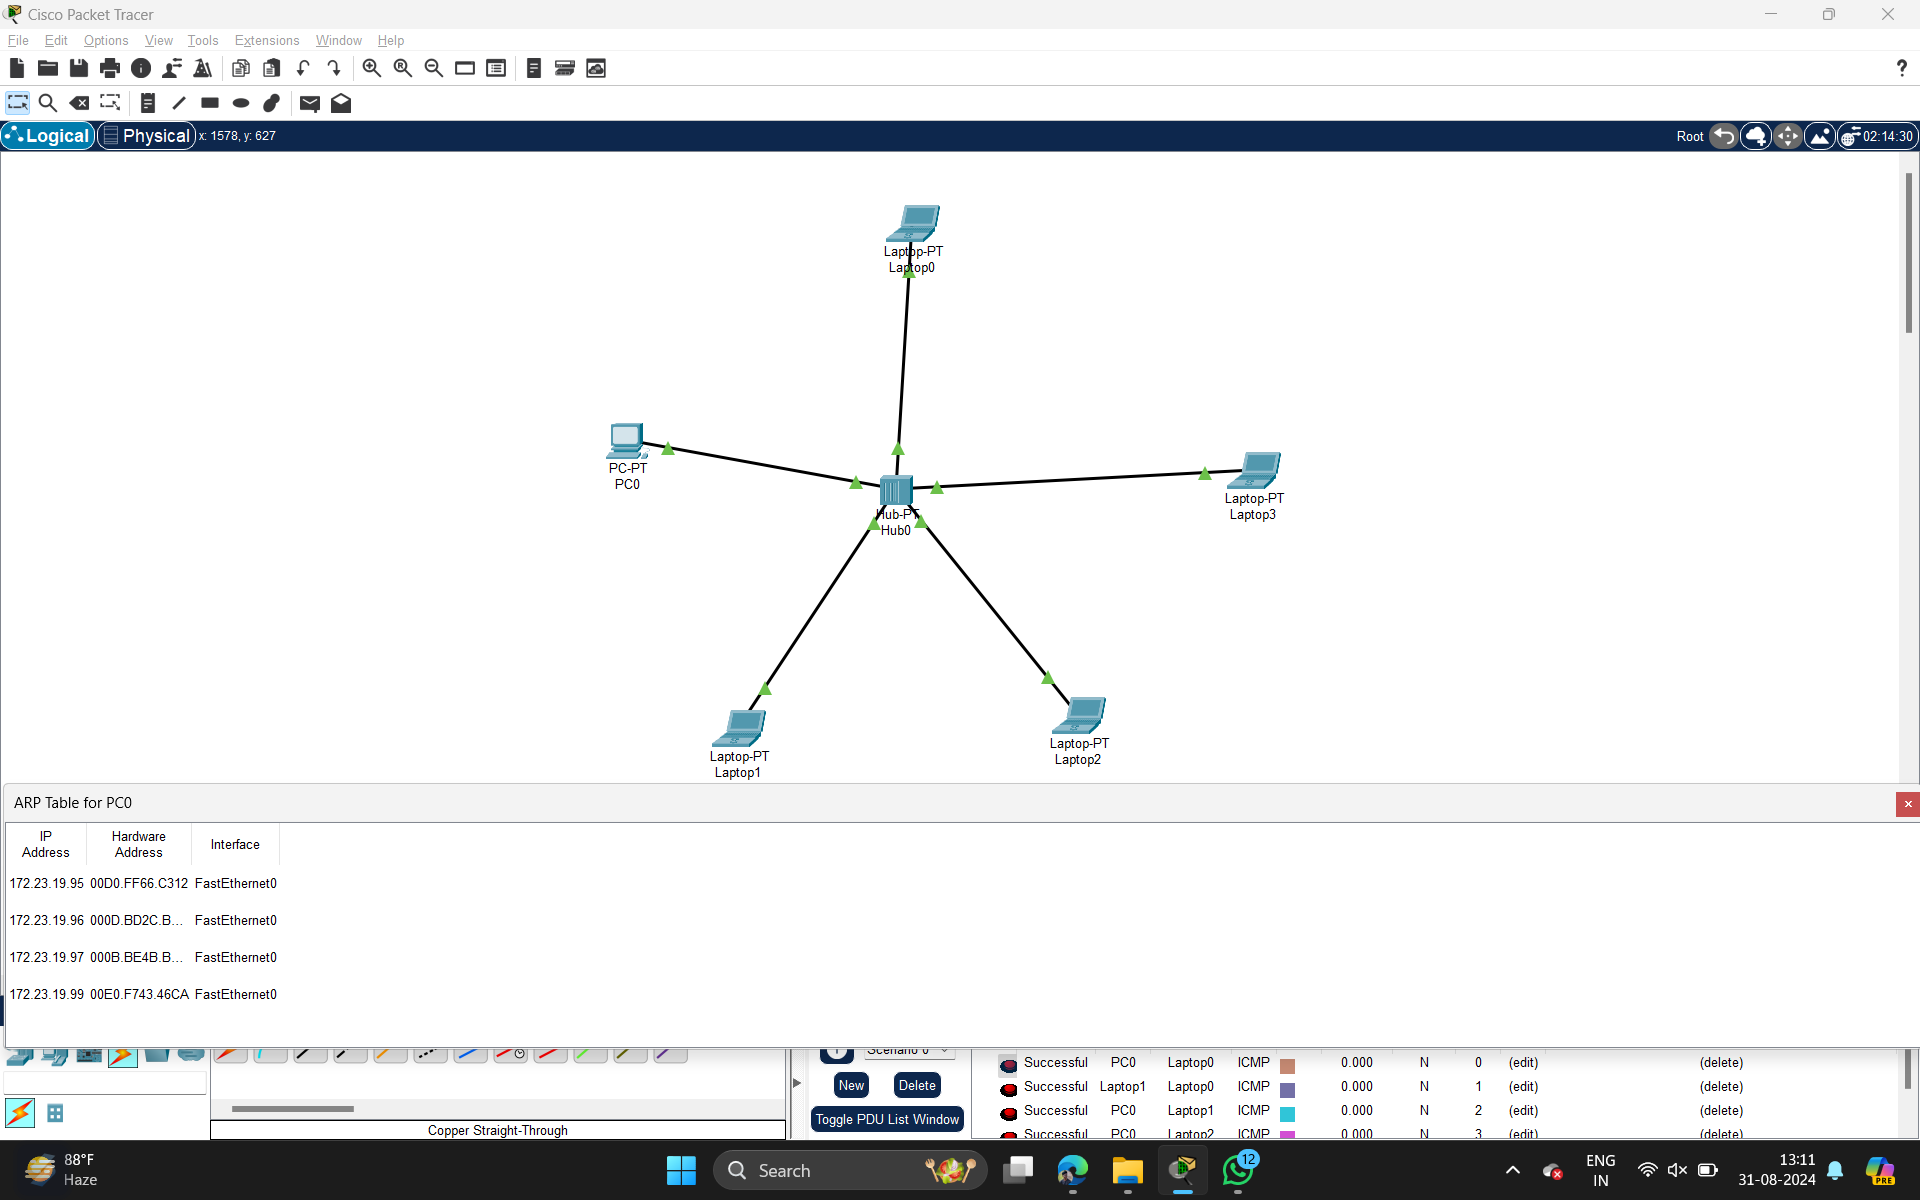 Cisco Packet Tracer
File Edit Options View Tools Extensions Window Help
?
Logical Physical x: 1578, y: 627 Root 02:14:30
Laptop-PT
Laptop0
PC-PT
PC0
Laptop-PT
Laptop3
Hub-PT
Hub0
Laptop-PT
Laptop2
Laptop-PT
Laptop1
ARP Table for PC0
IP Address Hardware Address Interface
172.23.19.95 00D0.FF66.C312 FastEthernet0
172.23.19.96 000D.BD2C.B... FastEthernet0
172.23.19.97 000B.BE4B.B... FastEthernet0
172.23.19.99 00E0.F743.46CA FastEthernet0
Scenario 0
New Delete
Toggle PDU List Window
Successful PC0 Laptop0 ICMP 0.000 N 0 (edit) (delete)
Successful Laptop1 Laptop0 ICMP 0.000 N 1 (edit) (delete)
Successful PC0 Laptop1 ICMP 0.000 N 2 (edit) (delete)
Successful PC0 Laptop2 ICMP 0.000 N 3 (edit) (delete)
Copper Straight-Through
88°F
Haze
Search
12
ENG
IN
13:11
31-08-2024
PRE